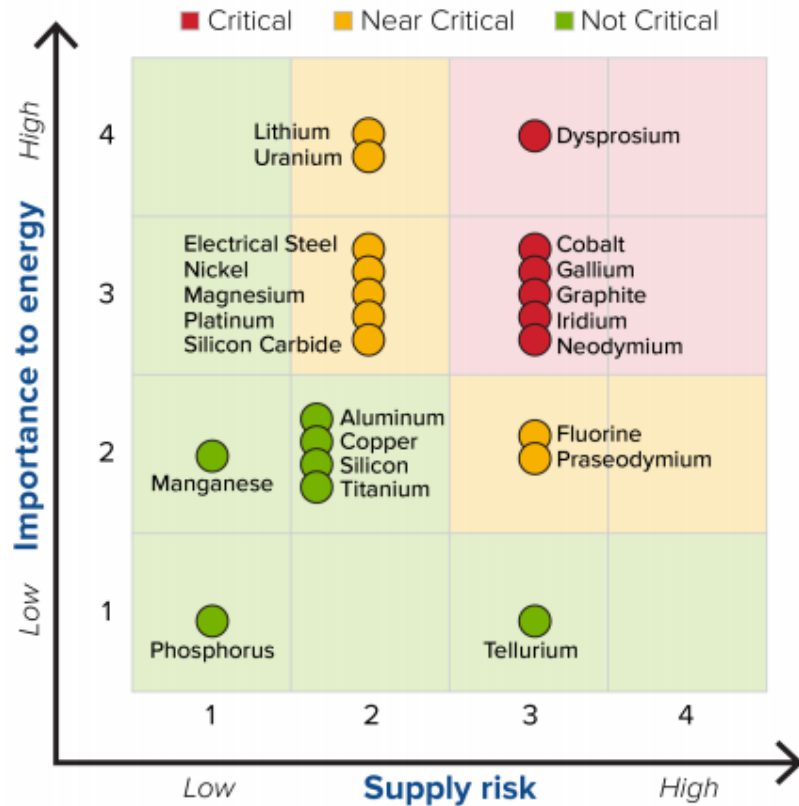 Critical
Near Critical
Not Critical
High
Importance to energy
Low
4
Lithium
Uranium
Dysprosium
3
Electrical Steel
Nickel
Magnesium
Platinum
Silicon Carbide
Cobalt
Gallium
Graphite
Iridium
Neodymium
2
Manganese
Aluminum
Copper
Silicon
Titanium
Fluorine
Praseodymium
1
Phosphorus
Tellurium
1
2
3
4
Low
Supply risk
High